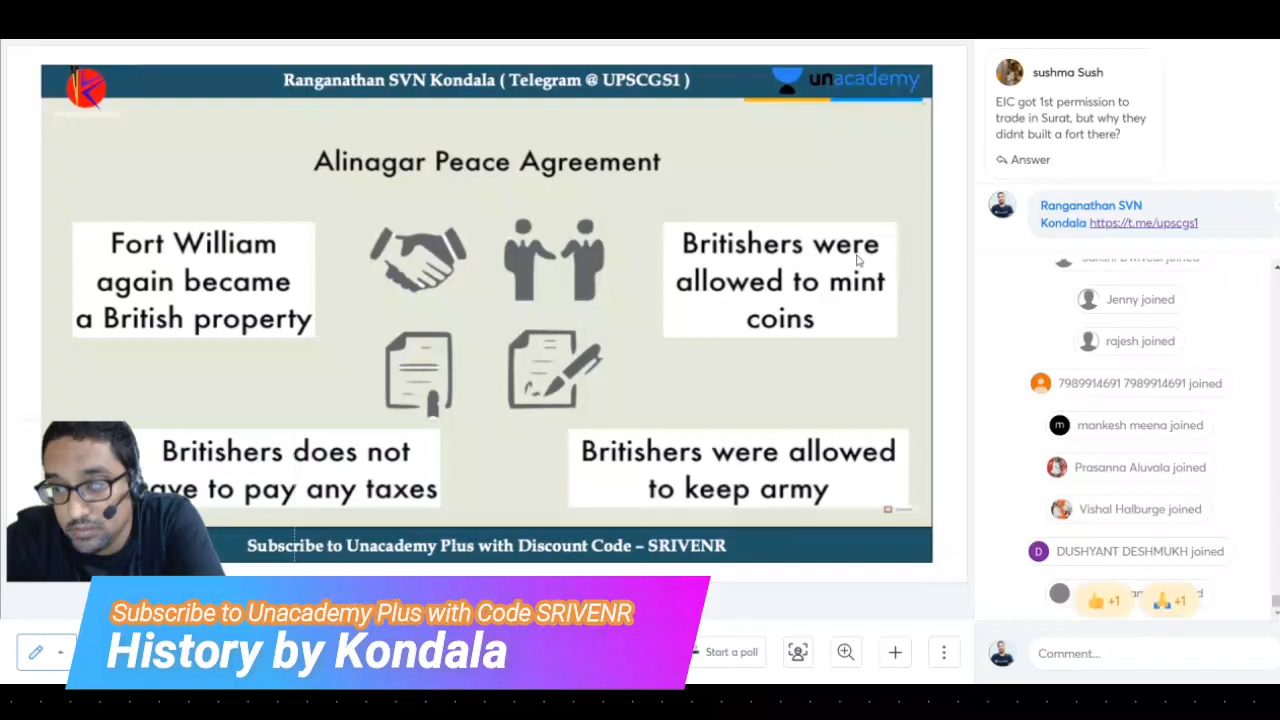 Ranganathan SVN Kondala ( Telegram @ UPSCGS1 )
unacademy
Alinagar Peace Agreement
Fort William
again became
a British property
Britishers were
allowed to mint
coins
Britishers does not
ave to pay any taxes
Britishers were allowed
to keep army
Subscribe to Unacademy Plus with Discount Code – SRIVENR
Subscribe to Unacademy Plus with Code SRIVENR
History by Kondala
Start a poll
sushma Sush
EIC got 1st permission to
trade in Surat, but why they
didnt built a fort there?
Answer
Ranganathan SVN
Kondala https://t.me/upscgs1
joined
Jenny joined
rajesh joined
7989914691 7989914691 joined
m
mankesh meena joined
Prasanna Aluvala joined
Vishal Halburge joined
D
DUSHYANT DESHMUKH joined
+1
+1
Comment...